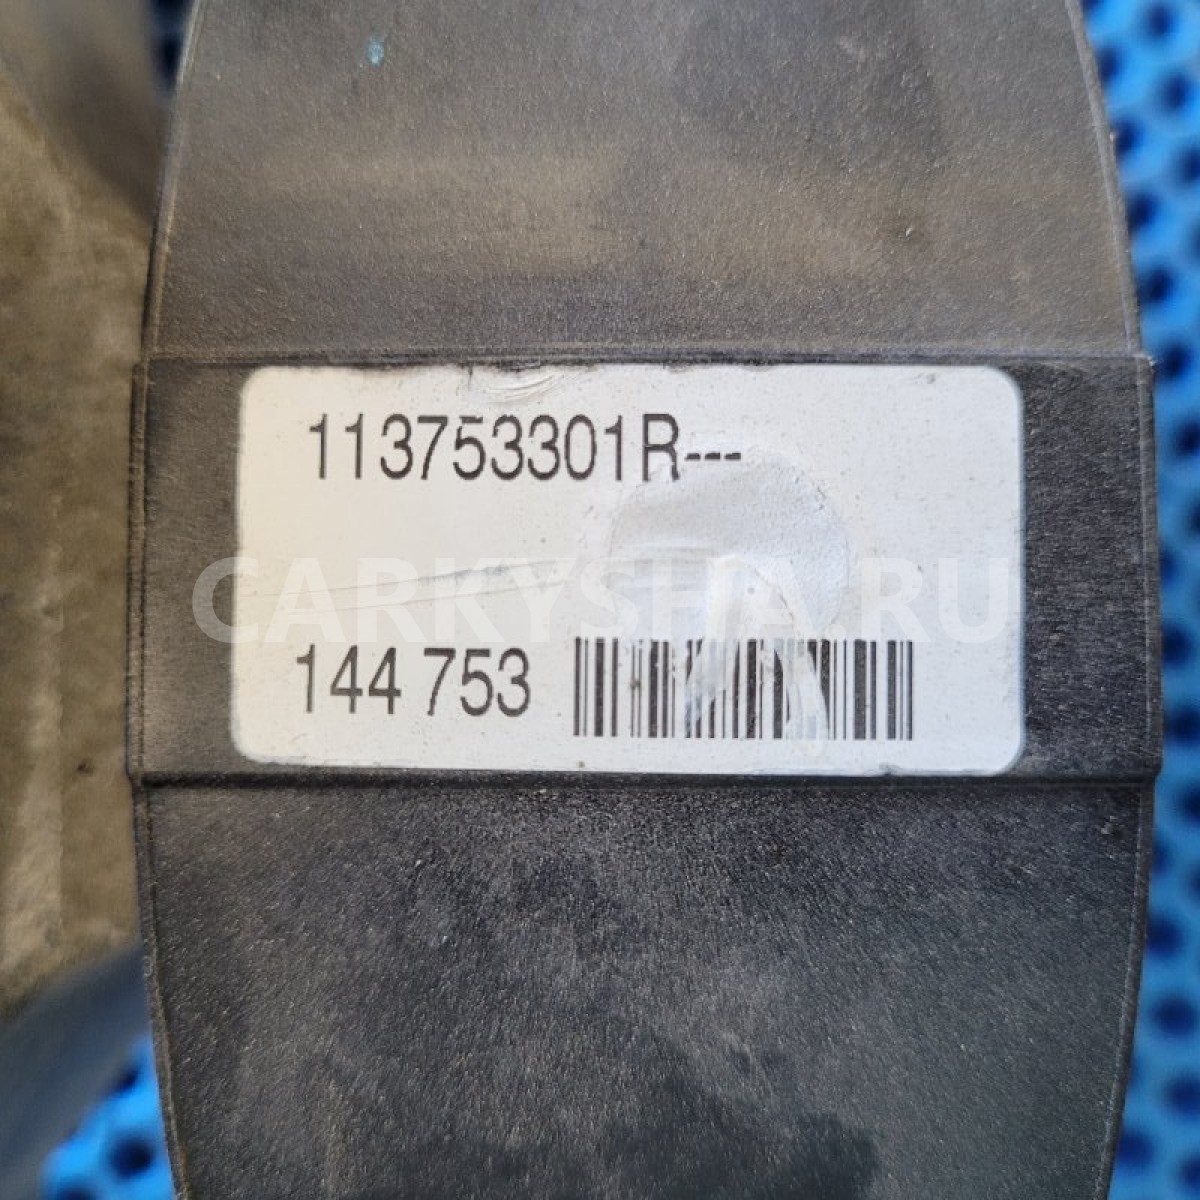 113753301R---
CARKYSHA.RU
144 753